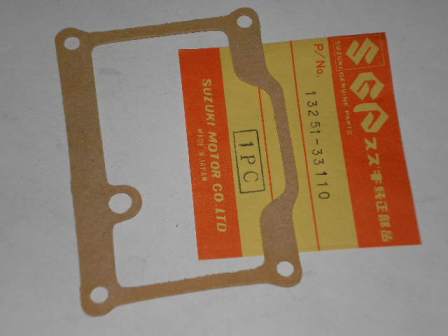 SGP
SUZUKI GENUINE PARTS
スズキ純正部品
P/No.
13251-33110
1PC
SUZUKI MOTOR CO.,LTD
MADE IN JAPAN